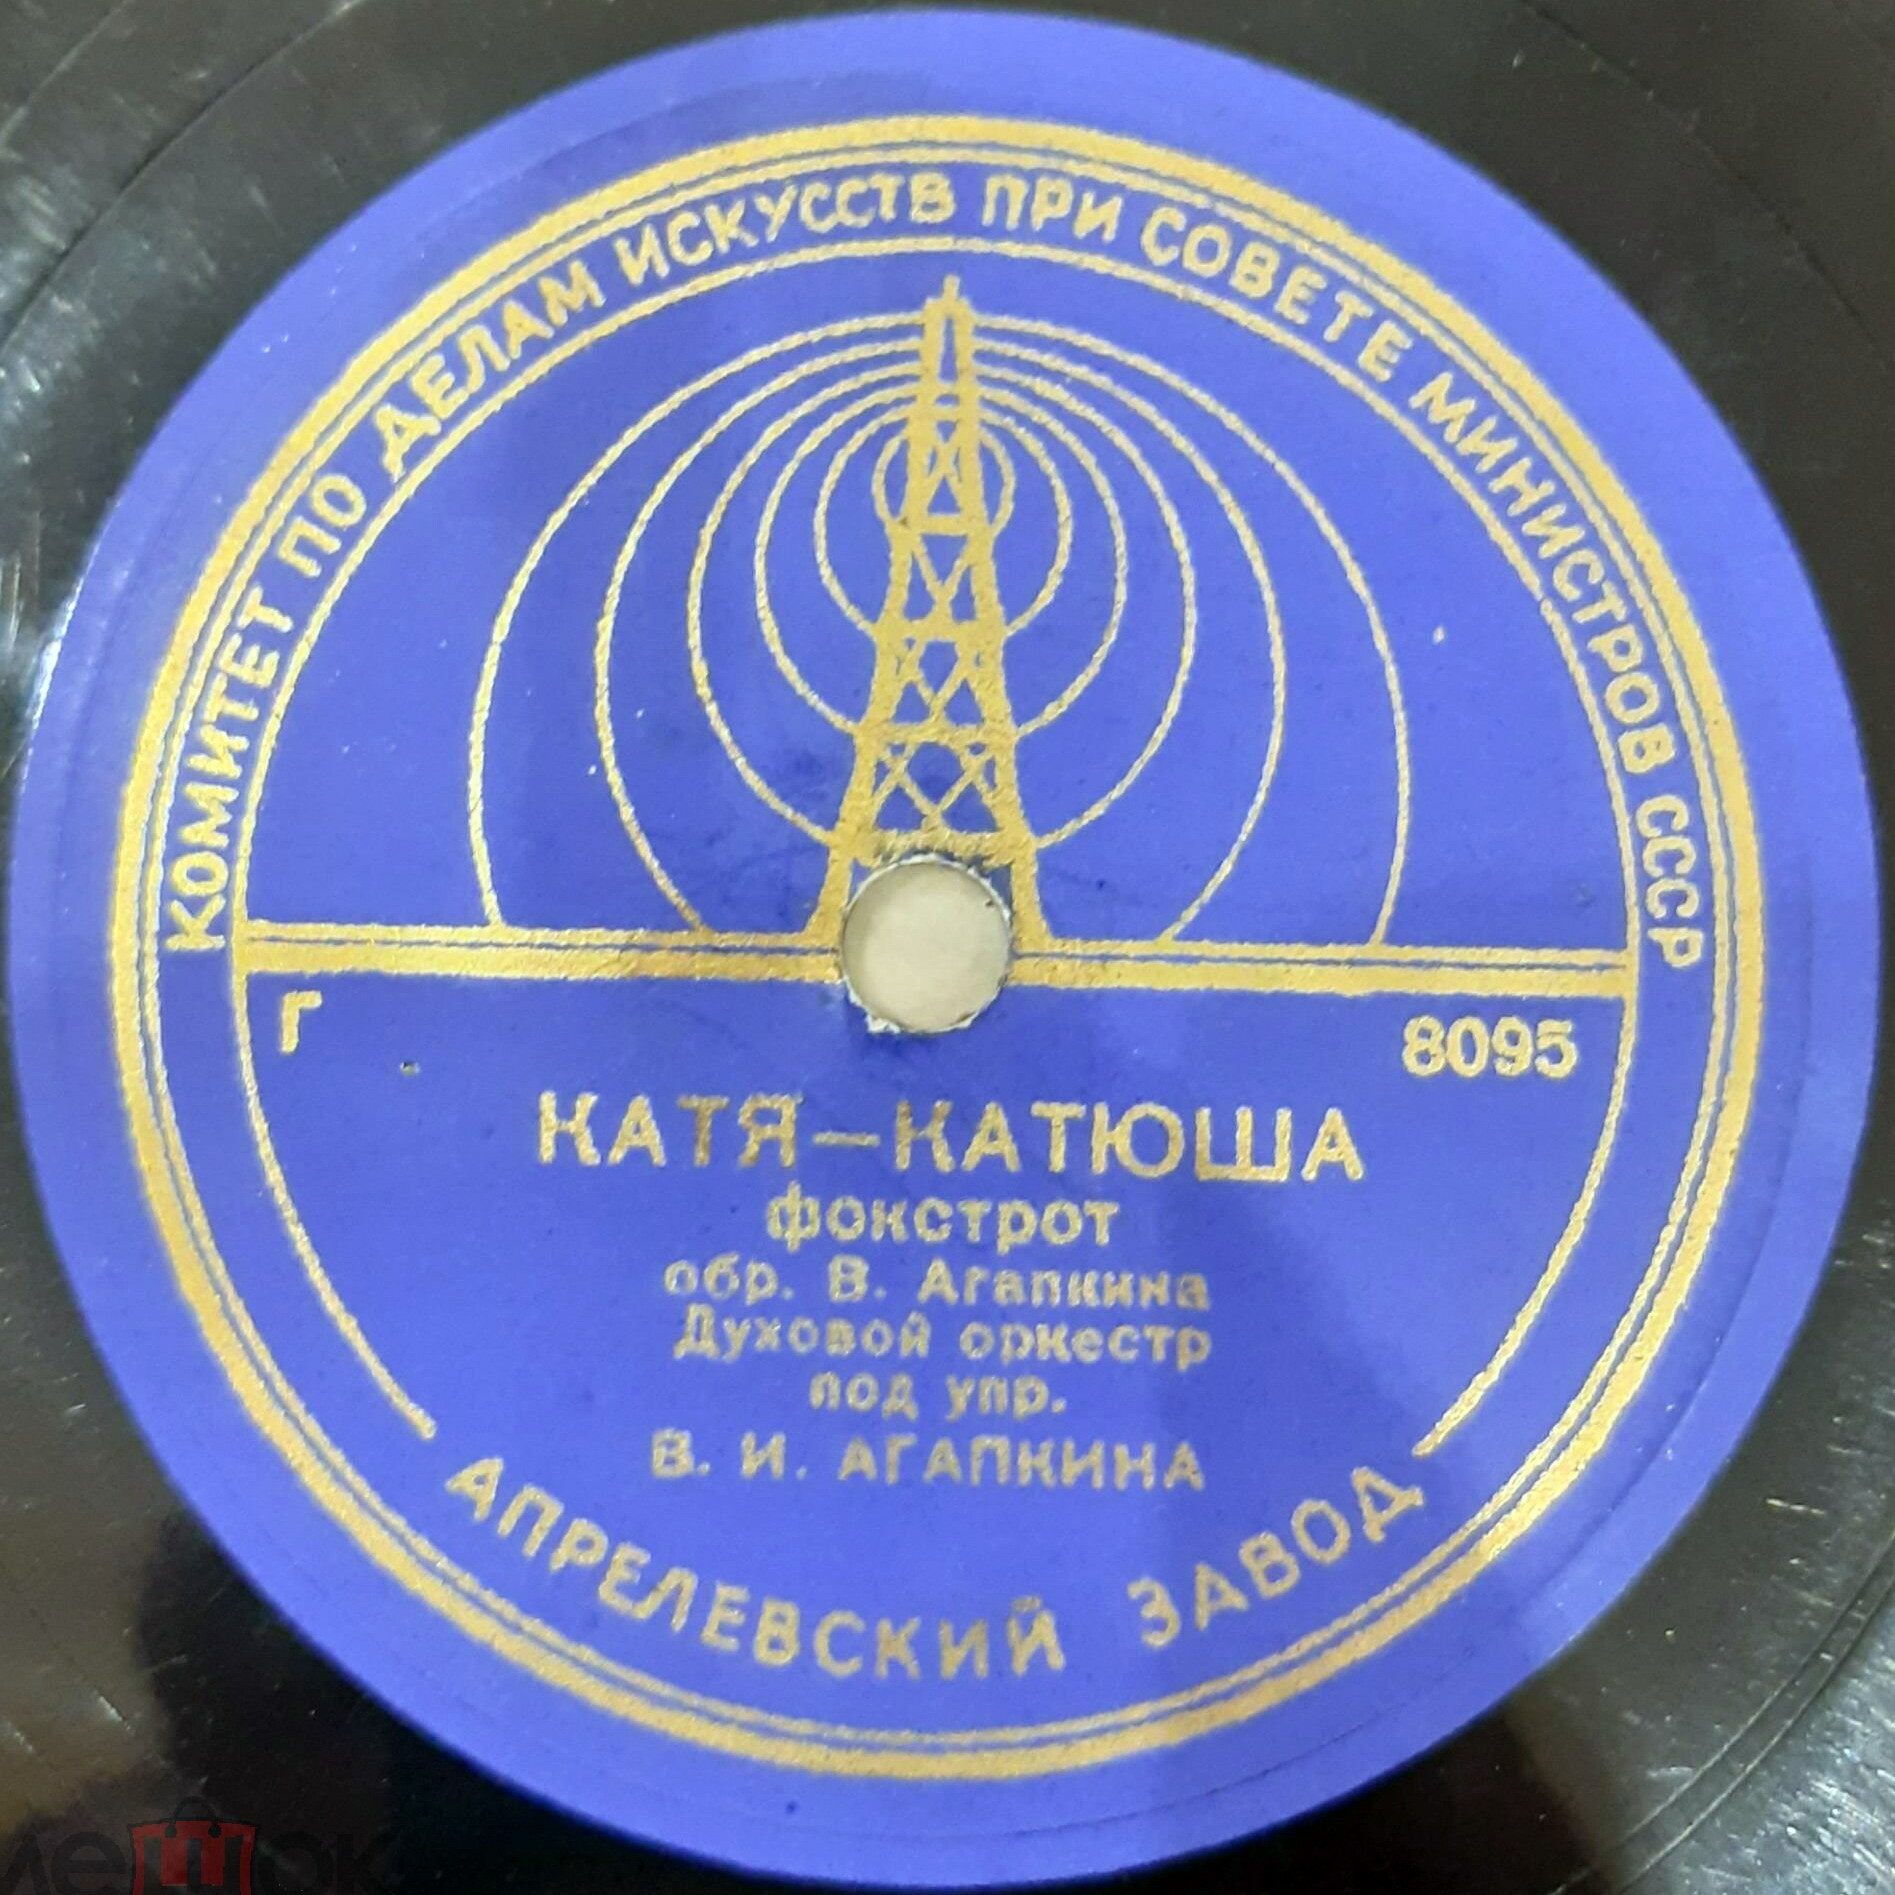 КОМИТЕТ ПО ДЕЛАМ ИСКУССТВ ПРИ СОВЕТЕ МИНИСТРОВ СССР
Г 8095
КАТЯ—КАТЮША
фокстрот
обр. В. Агапкина
Духовой оркестр
под упр.
В. И. АГАПКИНА
АПРЕЛЕВСКИЙ ЗАВОД
мешок